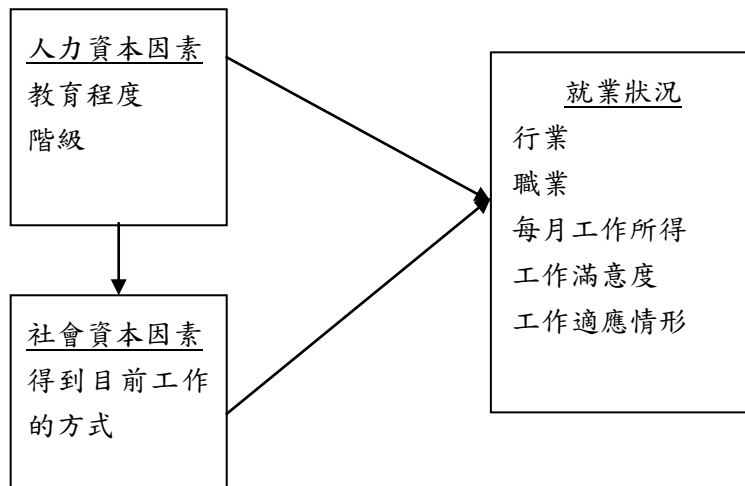 人力資本因素
教育程度
階級
社會資本因素
得到目前工作
的方式
就業狀況
行業
職業
每月工作所得
工作滿意度
工作適應情形